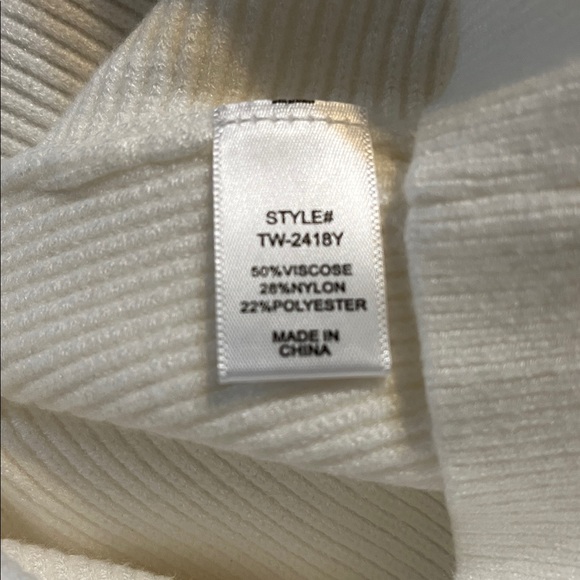 STYLE#
TW-2418Y
50%VISCOSE
28%NYLON
22%POLYESTER
MADE IN
CHINA